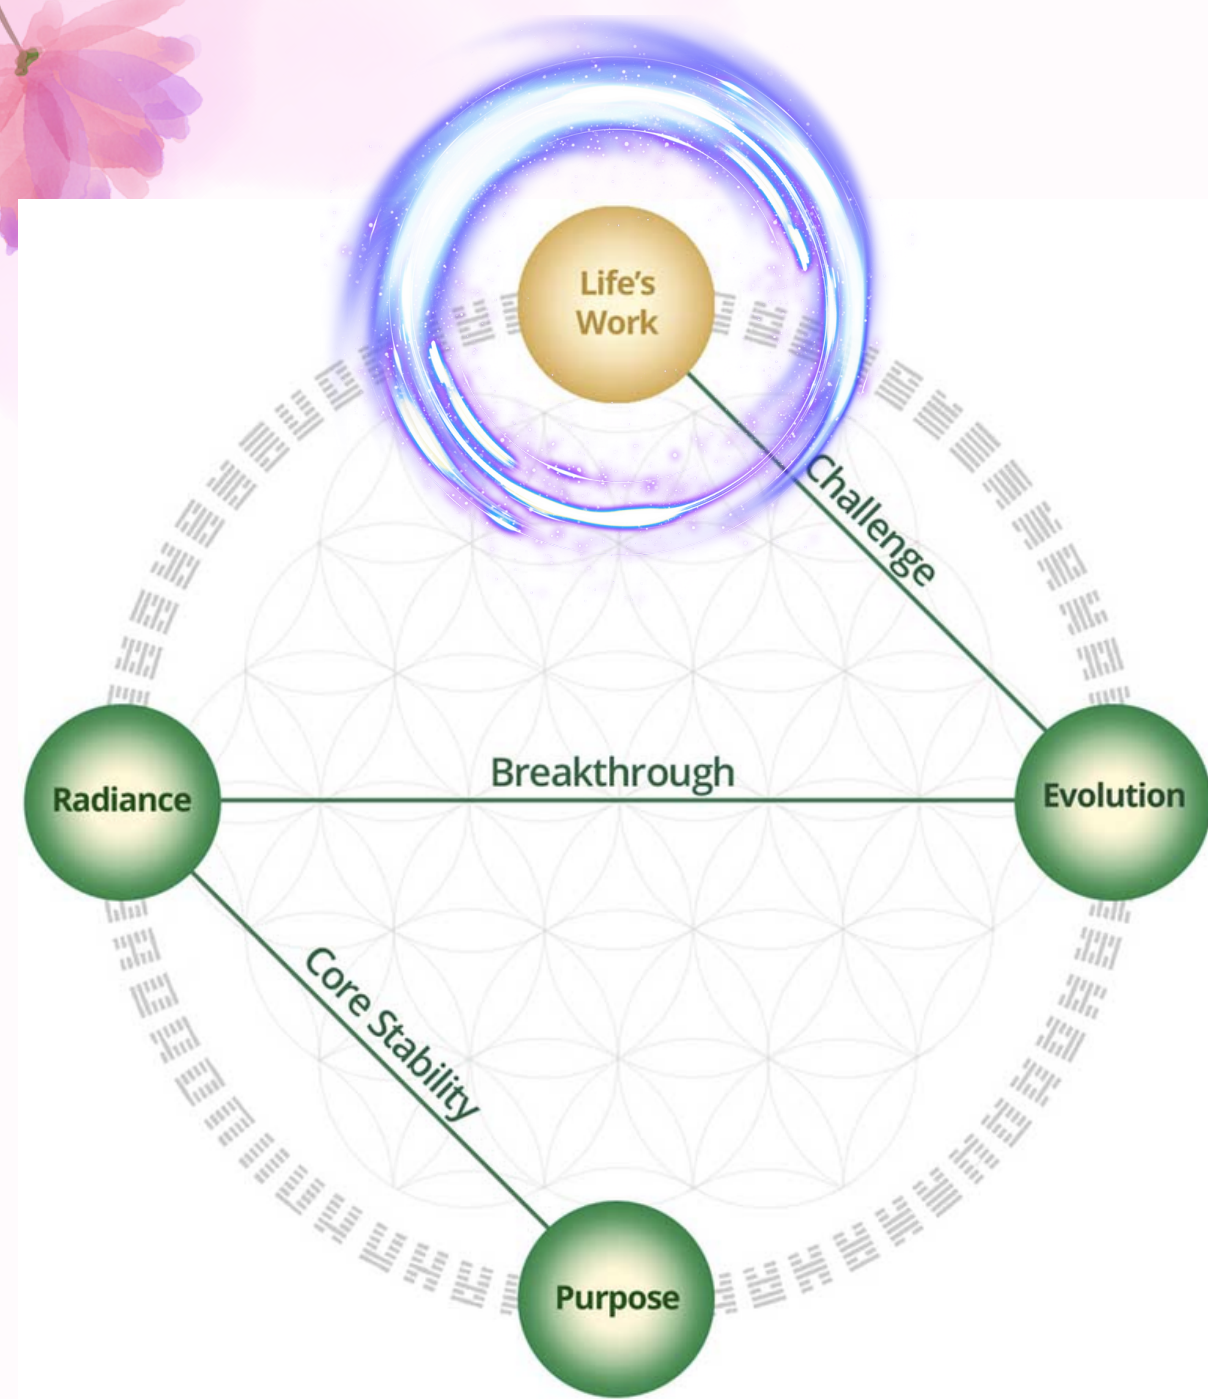 Life’s
Work
Challenge
Breakthrough
Radiance
Evolution
Core Stability
Purpose